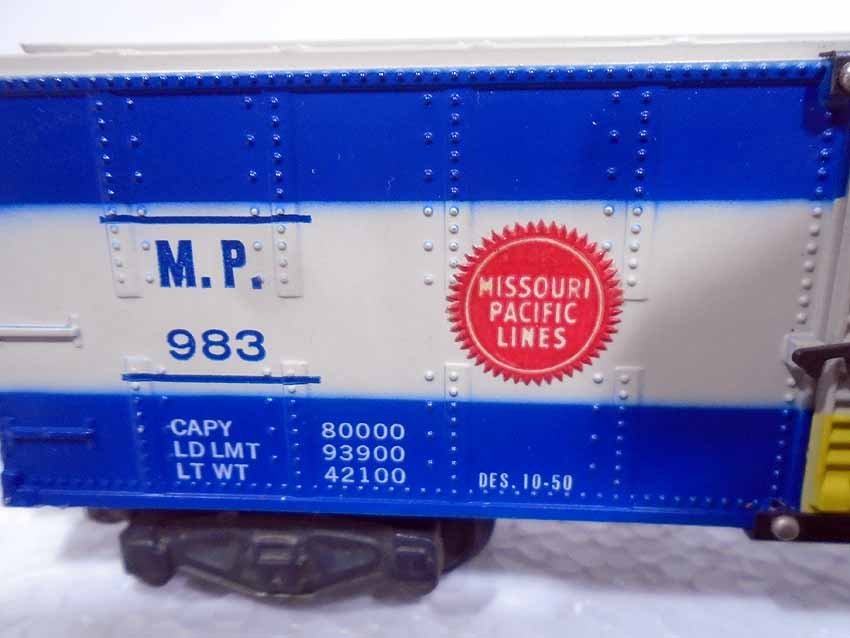 M.P.
983
MISSOURI
PACIFIC
LINES
CAPY 80000
LD LMT 93900
LT WT 42100
DES. 10-50